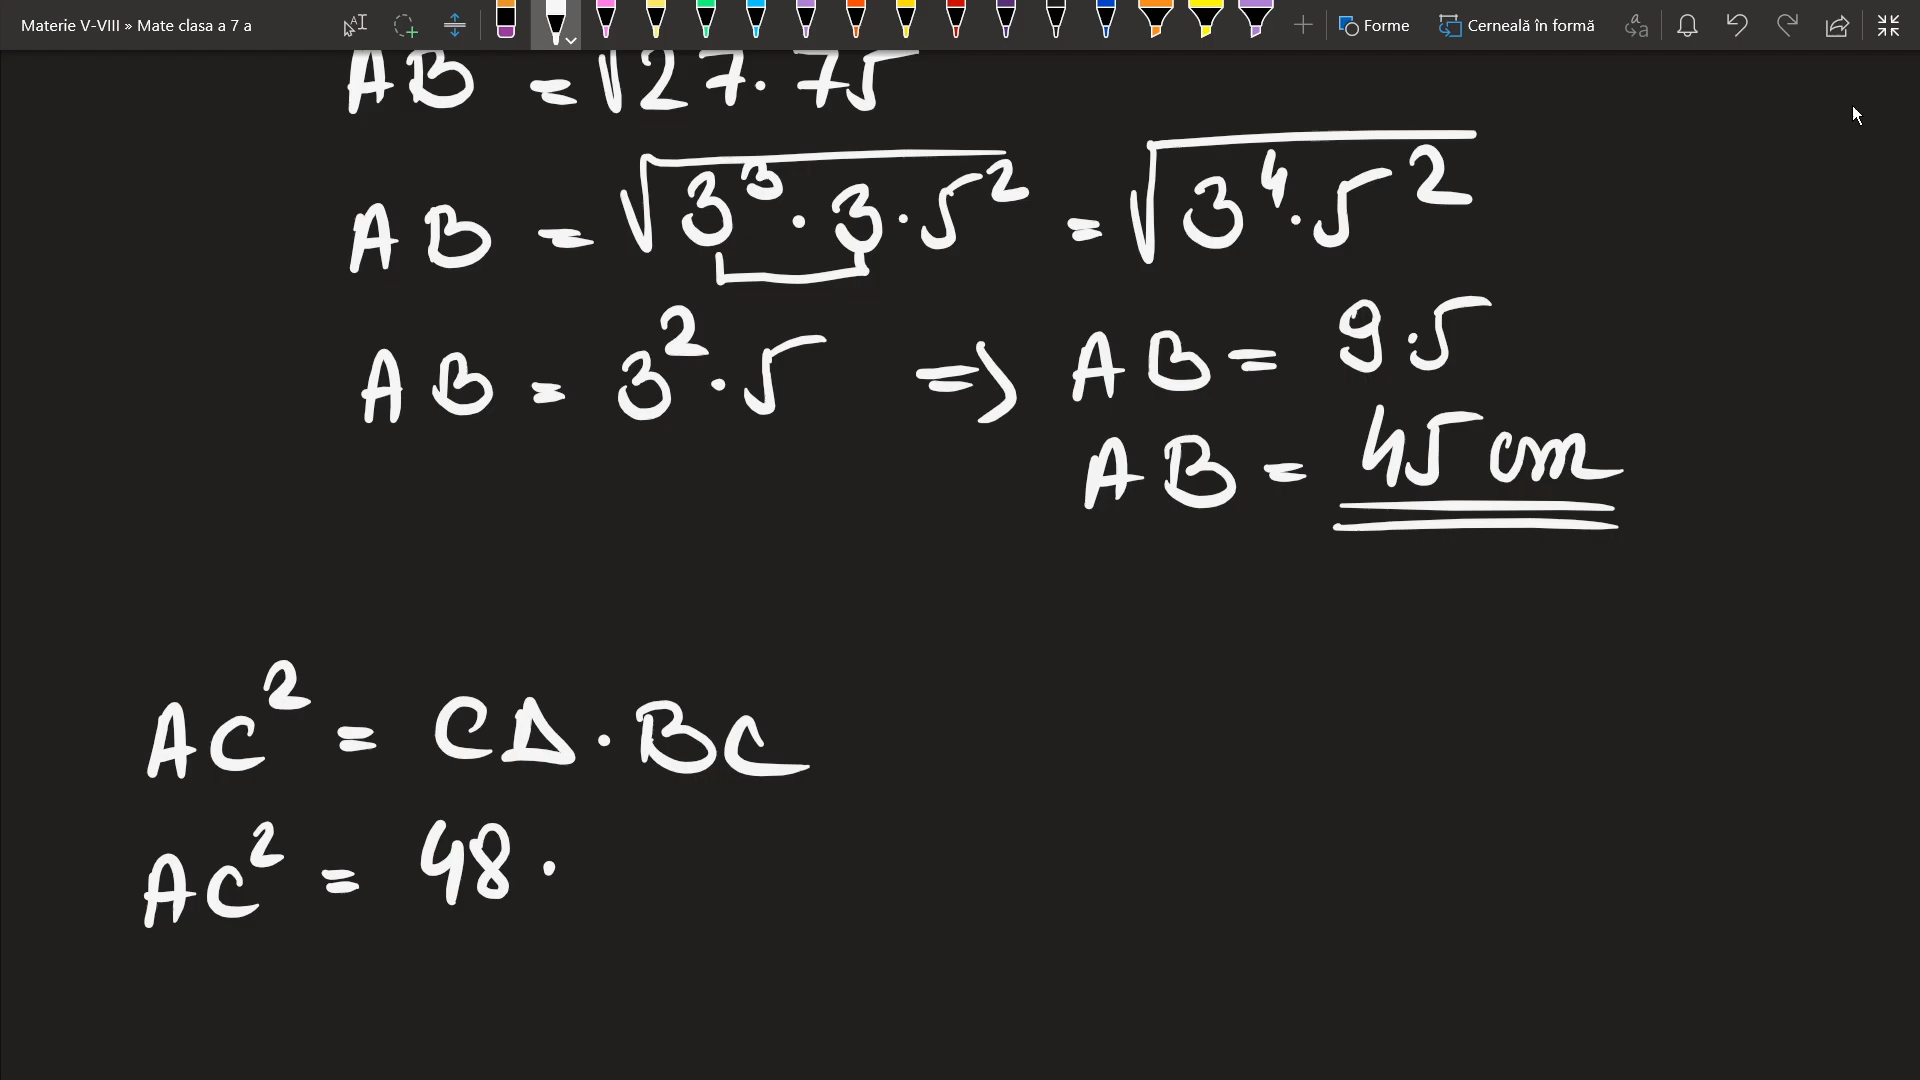 Materie V-VIII » Mate clasa a 7 a
Forme
Cerneală în formă
AB = √27·75
AB = √3³·3·5² = √3⁴·5²
AB = 3²·5 => AB = 9·5
AB = 45 cm
AC² = CΔ·BC
AC² = 48·